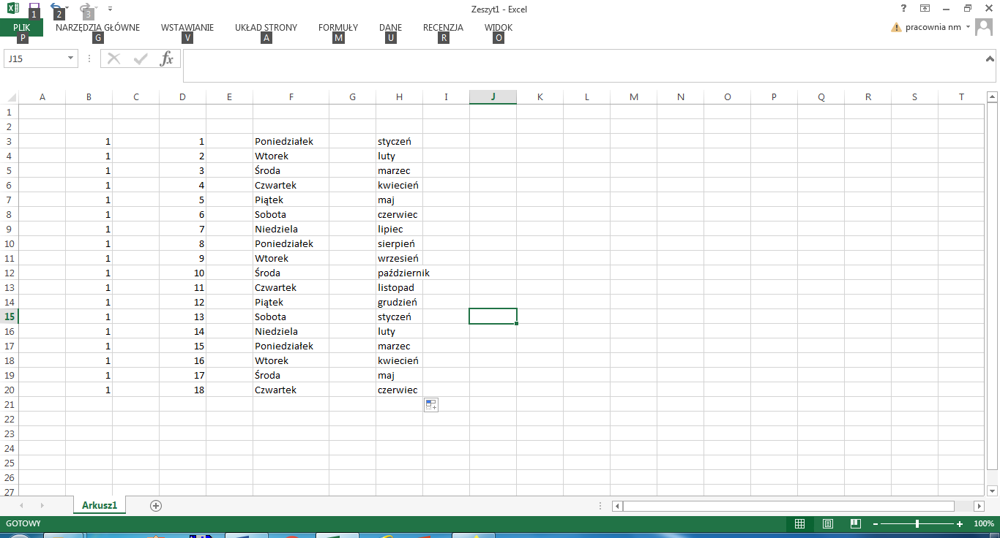 1 2 3 Zeszyt1 - Excel ?
PLIK NARZĘDZIA GŁÓWNE WSTAWIANIE UKŁAD STRONY FORMUŁY DANE RECENZJA WIDOK pracownia nm
P G V A M U R O
J15 fx
A B C D E F G H I J K L M N O P Q R S T
1
2
3 1 1 Poniedziałek styczeń
4 1 2 Wtorek luty
5 1 3 Środa marzec
6 1 4 Czwartek kwiecień
7 1 5 Piątek maj
8 1 6 Sobota czerwiec
9 1 7 Niedziela lipiec
10 1 8 Poniedziałek sierpień
11 1 9 Wtorek wrzesień
12 1 10 Środa październik
13 1 11 Czwartek listopad
14 1 12 Piątek grudzień
15 1 13 Sobota styczeń
16 1 14 Niedziela luty
17 1 15 Poniedziałek marzec
18 1 16 Wtorek kwiecień
19 1 17 Środa maj
20 1 18 Czwartek czerwiec
21
22
23
24
25
26
27
Arkusz1
GOTOWY 100%